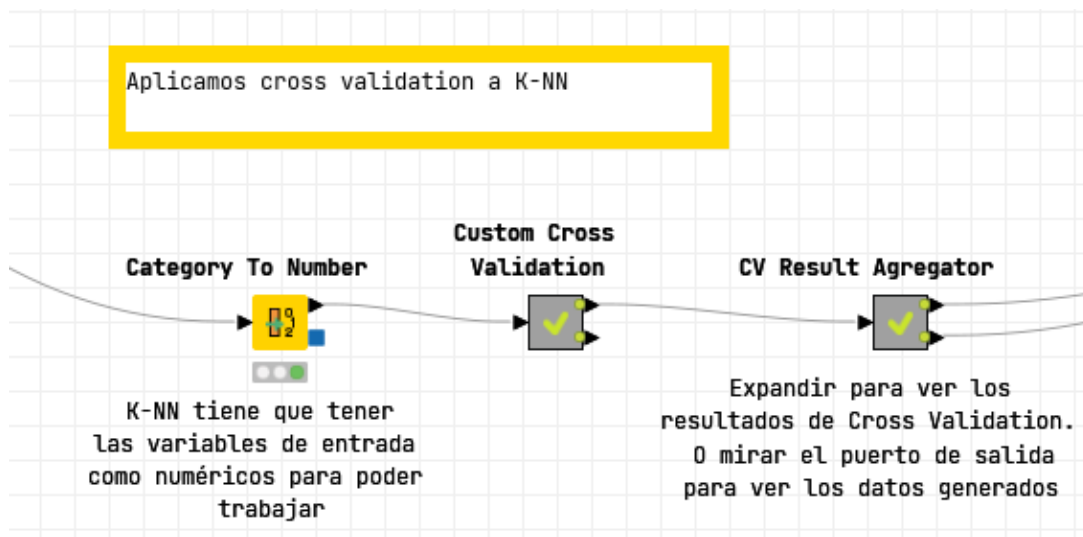 Aplicamos cross validation a K-NN
Category To Number
K-NN tiene que tener
las variables de entrada
como numéricos para poder
trabajar
Custom Cross
Validation
CV Result Agregator
Expandir para ver los
resultados de Cross Validation.
O mirar el puerto de salida
para ver los datos generados